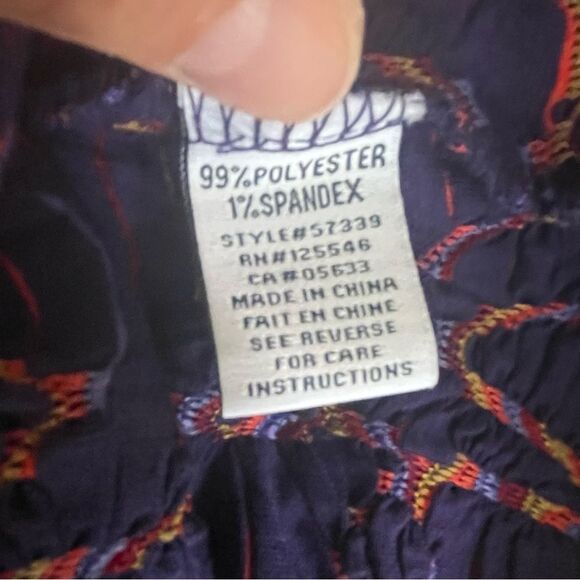 99%POLYESTER
1%SPANDEX
STYLE#57339
RN#125546
CA#05633
MADE IN CHINA
FAIT EN CHINE
SEE REVERSE
FOR CARE
INSTRUCTIONS